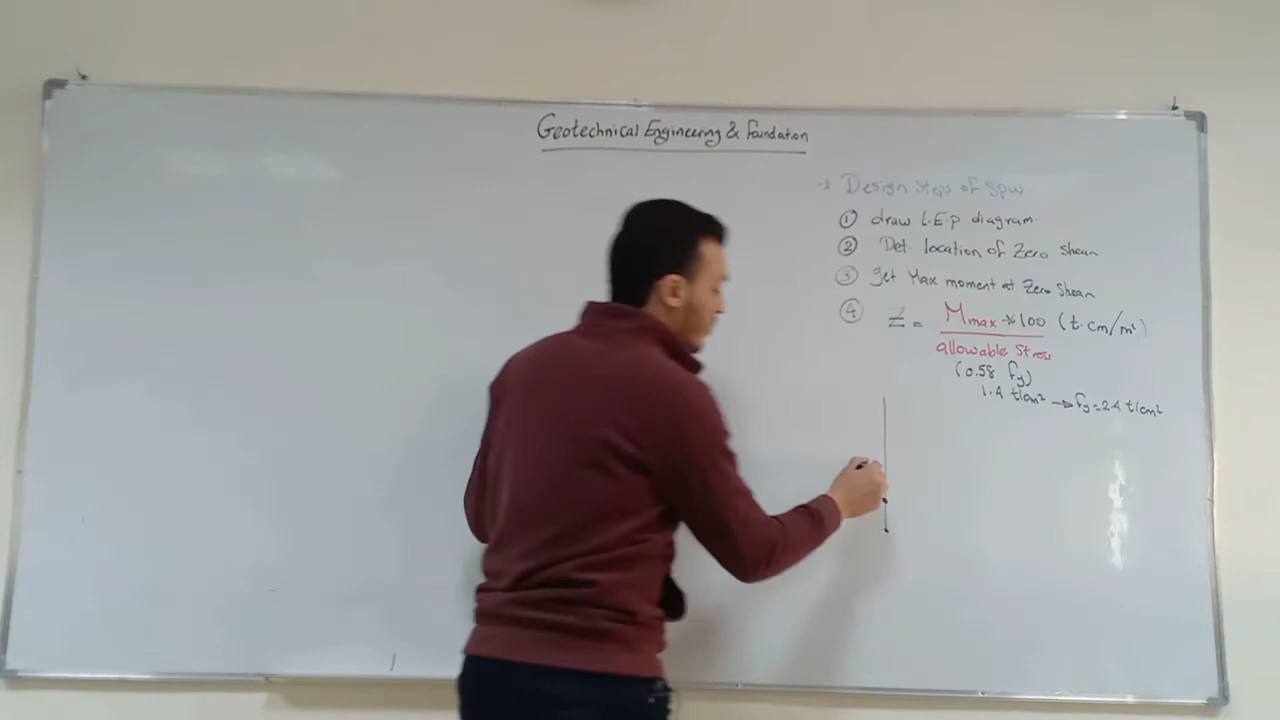 Geotechnical Engineering & Foundation
→ Design Steps of Spw
① draw L.E.P diagram.
② Det. location of Zero Shear
③ get Max moment at Zero Shear
④ Z = Mmax * 100 (t.cm/m')
allowable Stress
(0.58 fy)
1.4 t/cm² → fy = 2.4 t/cm²